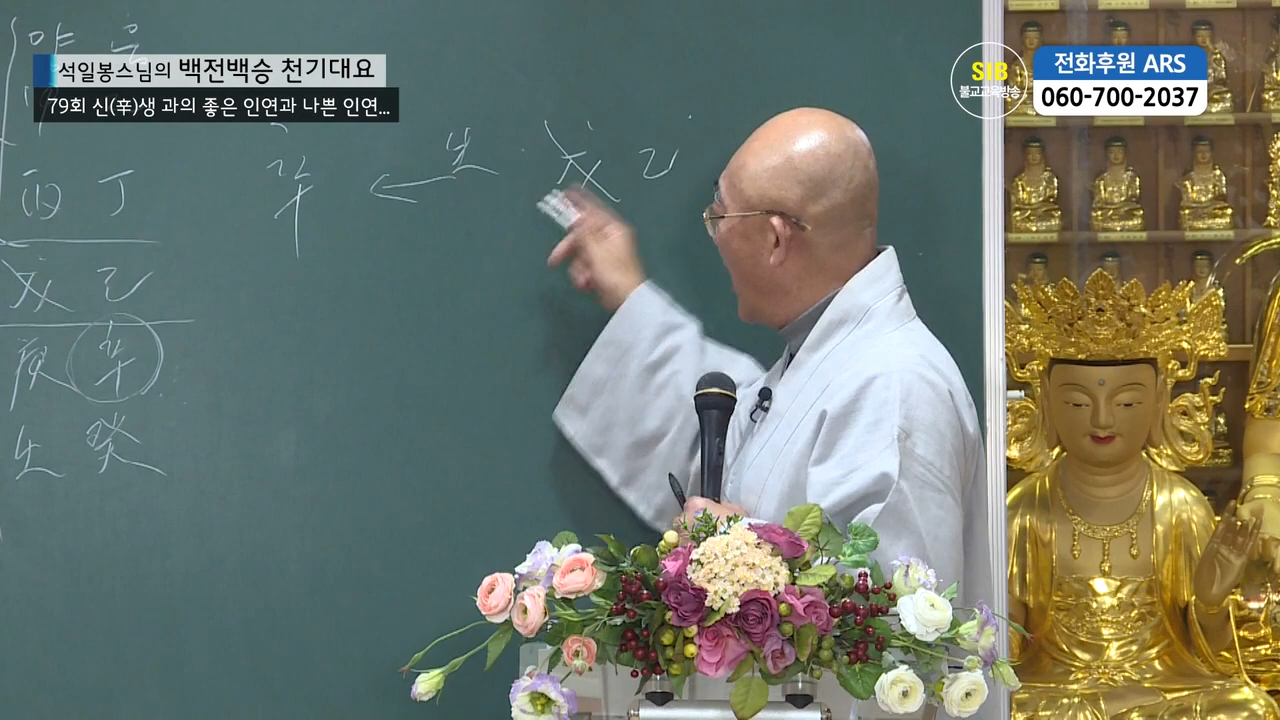 석일봉스님의 백전백승 천기대요
79회 신(辛)생 과의 좋은 인연과 나쁜 인연...
SIB
불교교육방송
전화후원 ARS
060-700-2037
음
辛 ← 生 戊 己
丙 丁
戊 己
庚 辛
壬 癸